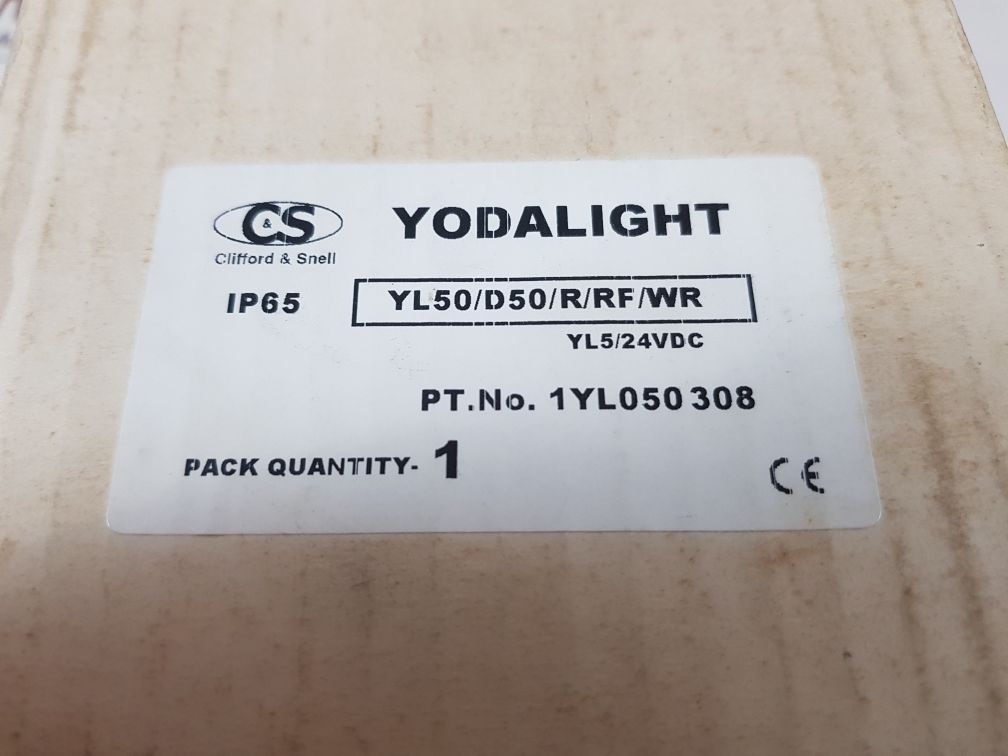 C&S YODALIGHT
Clifford & Snell
IP65 YL50/D50/R/RF/WR
YL5/24VDC
PT.No. 1YL050308
PACK QUANTITY- 1
CE